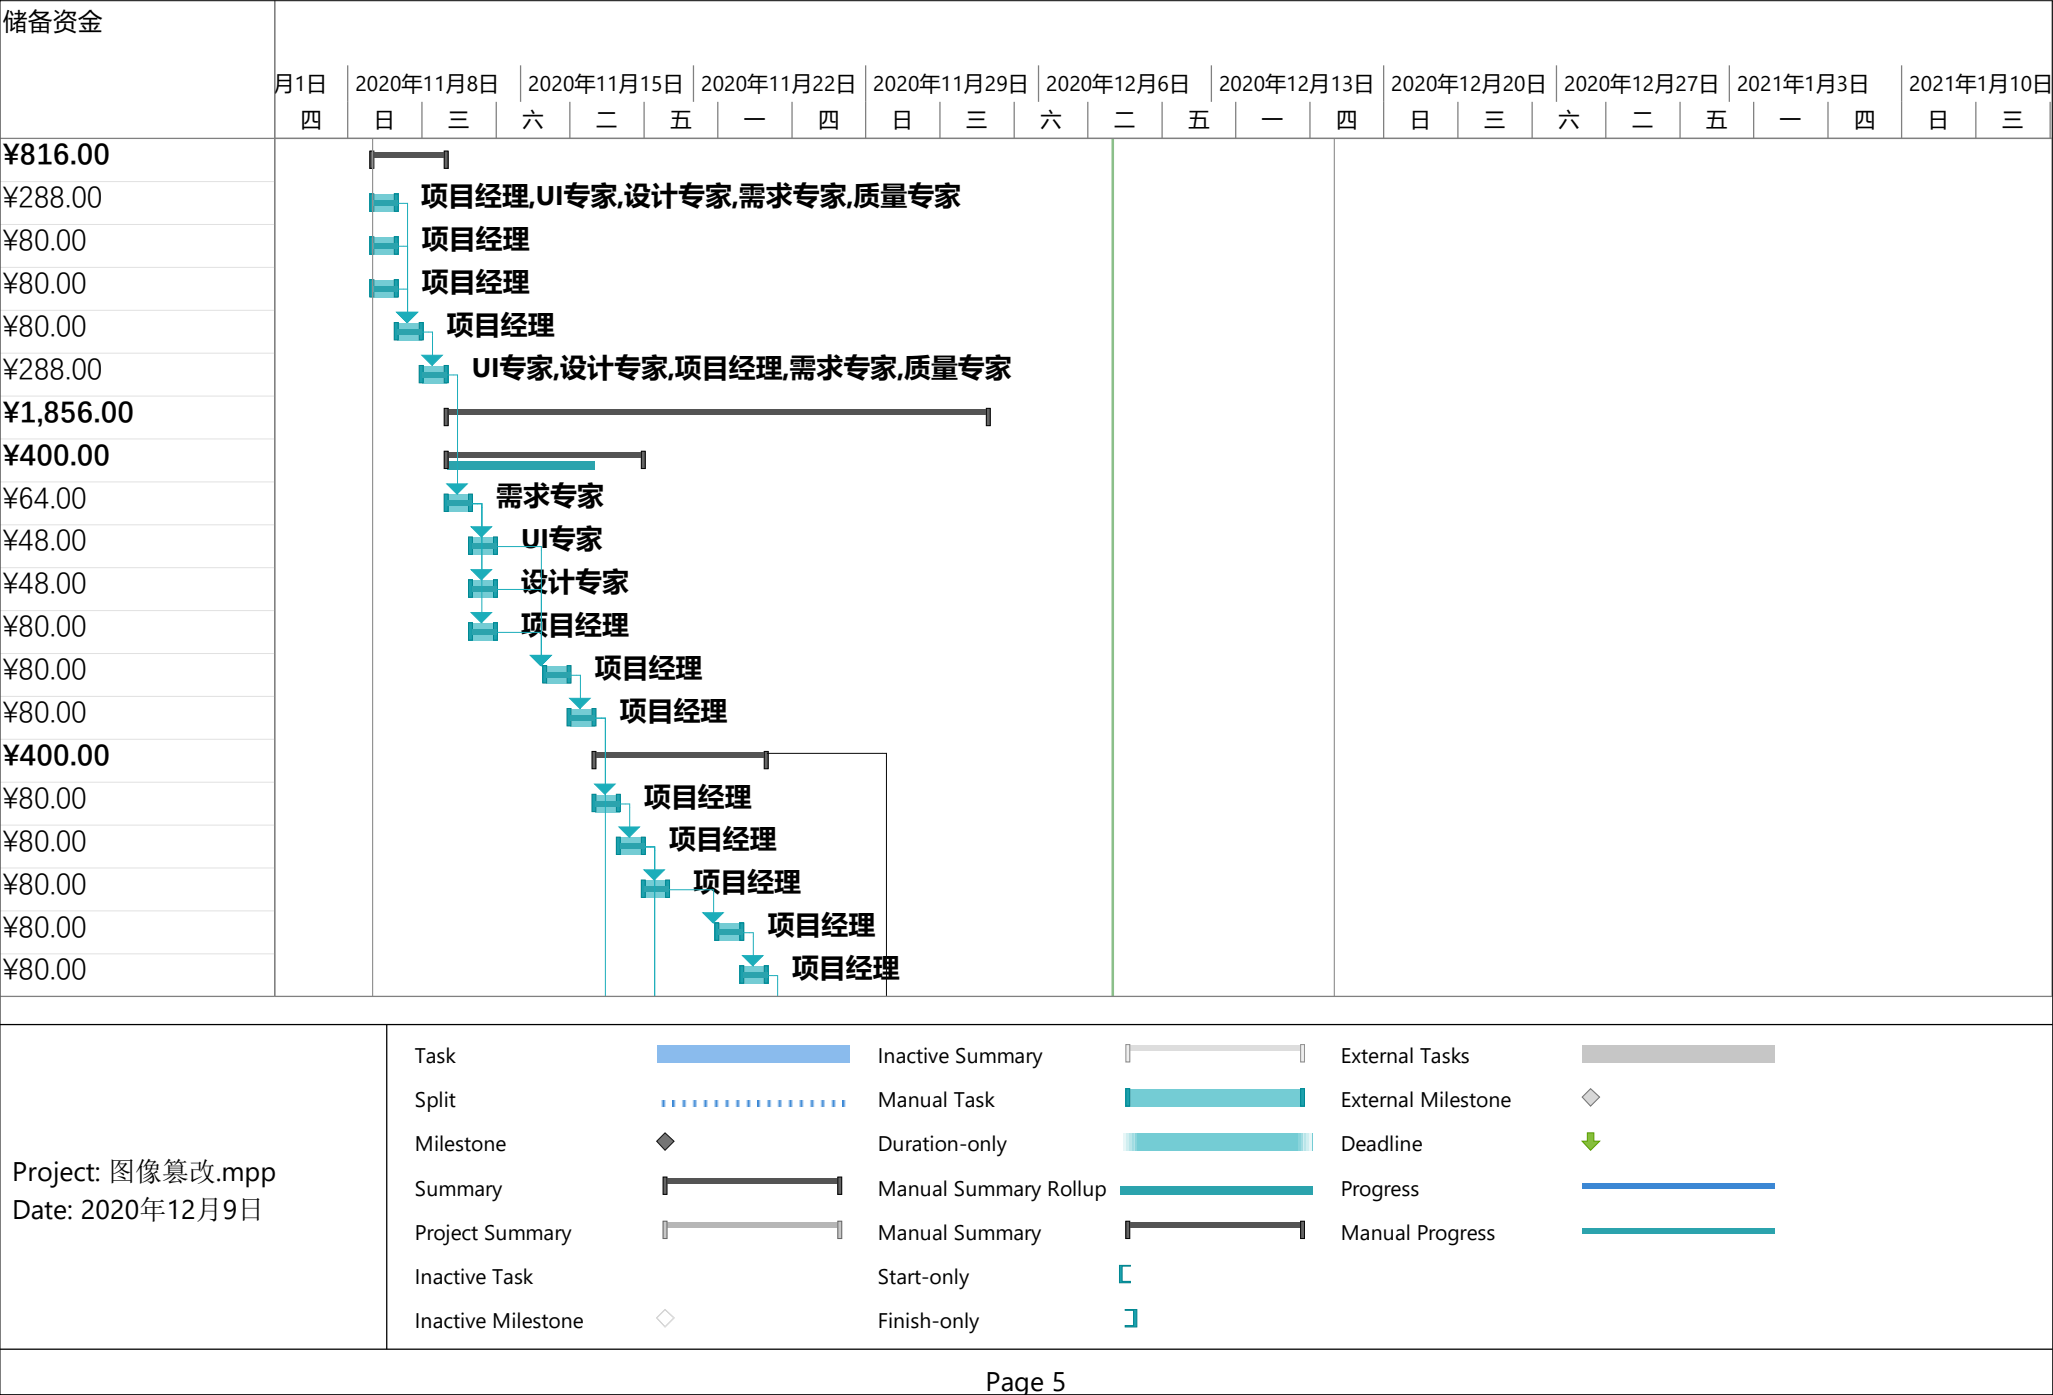 储备资金
月1日 2020年11月8日 2020年11月15日 2020年11月22日 2020年11月29日 2020年12月6日 2020年12月13日 2020年12月20日 2020年12月27日 2021年1月3日 2021年1月10日
四 日 三 六 二 五 一 四 日 三 六 二 五 一 四 日 三 六 二 五 一 四 日 三
¥816.00
¥288.00 项目经理,UI专家,设计专家,需求专家,质量专家
¥80.00 项目经理
¥80.00 项目经理
¥80.00 项目经理
¥288.00 UI专家,设计专家,项目经理,需求专家,质量专家
¥1,856.00
¥400.00
¥64.00 需求专家
¥48.00 UI专家
¥48.00 设计专家
¥80.00 项目经理
¥80.00 项目经理
¥80.00 项目经理
¥400.00
¥80.00 项目经理
¥80.00 项目经理
¥80.00 项目经理
¥80.00 项目经理
¥80.00 项目经理
Project: 图像篡改.mpp
Date: 2020年12月9日
Task Inactive Summary External Tasks
Split Manual Task External Milestone
Milestone Duration-only Deadline
Summary Manual Summary Rollup Progress
Project Summary Manual Summary Manual Progress
Inactive Task Start-only
Inactive Milestone Finish-only
Page 5